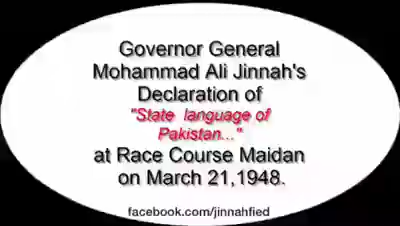 Governor General
Mohammad Ali Jinnah's
Declaration of
"State language of
Pakistan..."
at Race Course Maidan
on March 21,1948.
facebook.com/jinnahfied